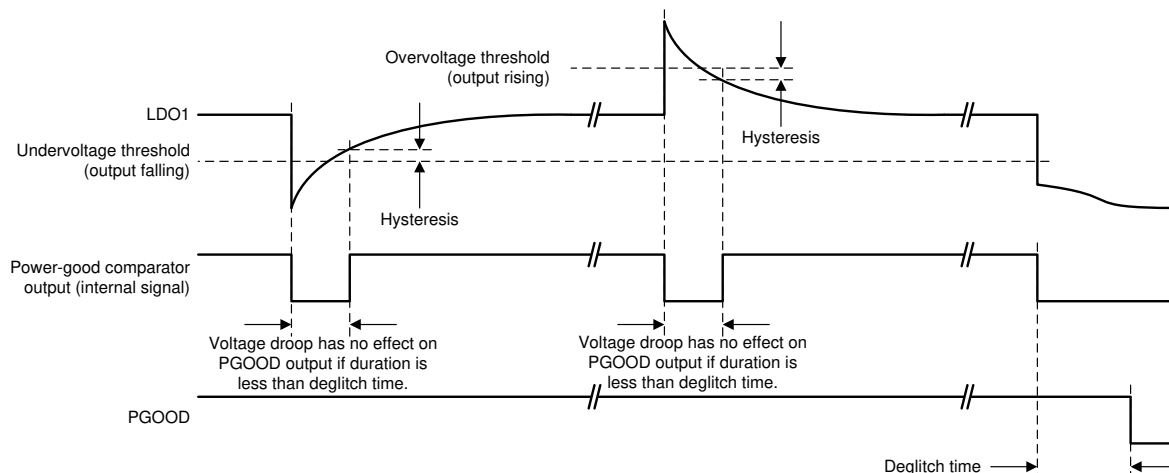 Overvoltage threshold
(output rising)
LDO1
Hysteresis
Undervoltage threshold
(output falling)
Hysteresis
Power-good comparator
output (internal signal)
Voltage droop has no effect on
PGOOD output if duration is
less than deglitch time.
Voltage droop has no effect on
PGOOD output if duration is
less than deglitch time.
PGOOD
Deglitch time